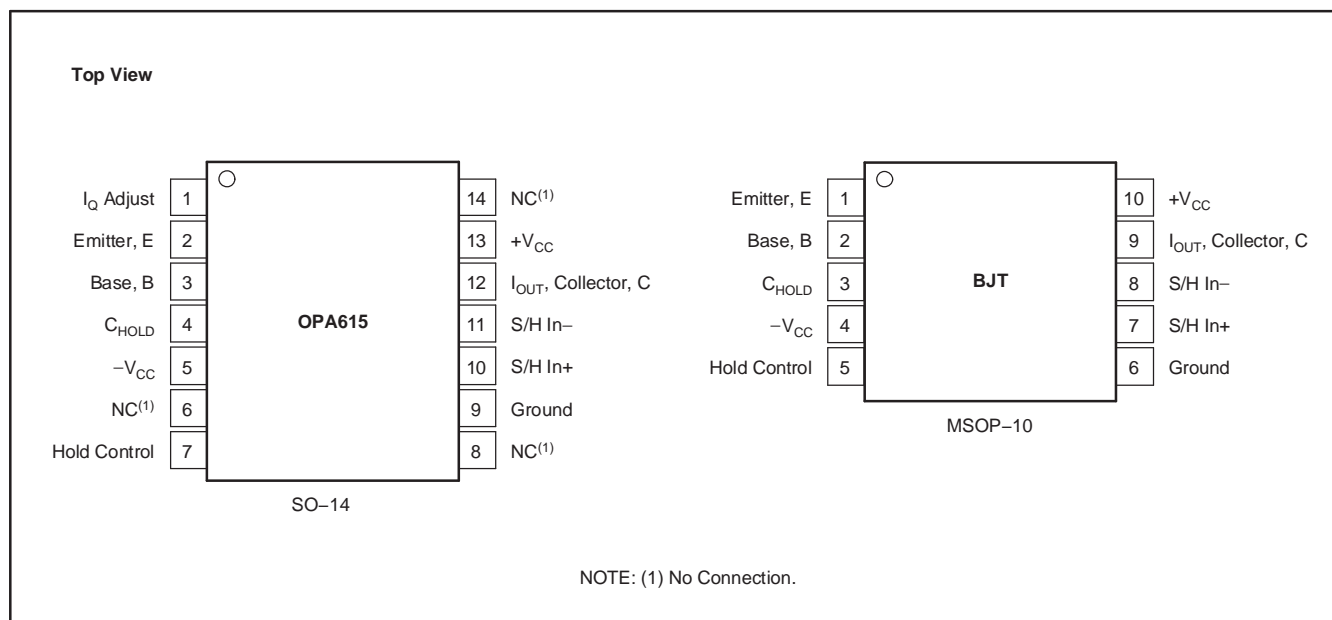 Top View
I_Q Adjust 1
Emitter, E 2
Base, B 3
C_HOLD 4
−V_CC 5
NC(1) 6
Hold Control 7
OPA615
14 NC(1)
13 +V_CC
12 I_OUT, Collector, C
11 S/H In−
10 S/H In+
9 Ground
8 NC(1)
SO−14
Emitter, E 1
Base, B 2
C_HOLD 3
−V_CC 4
Hold Control 5
BJT
10 +V_CC
9 I_OUT, Collector, C
8 S/H In−
7 S/H In+
6 Ground
MSOP−10
NOTE: (1) No Connection.